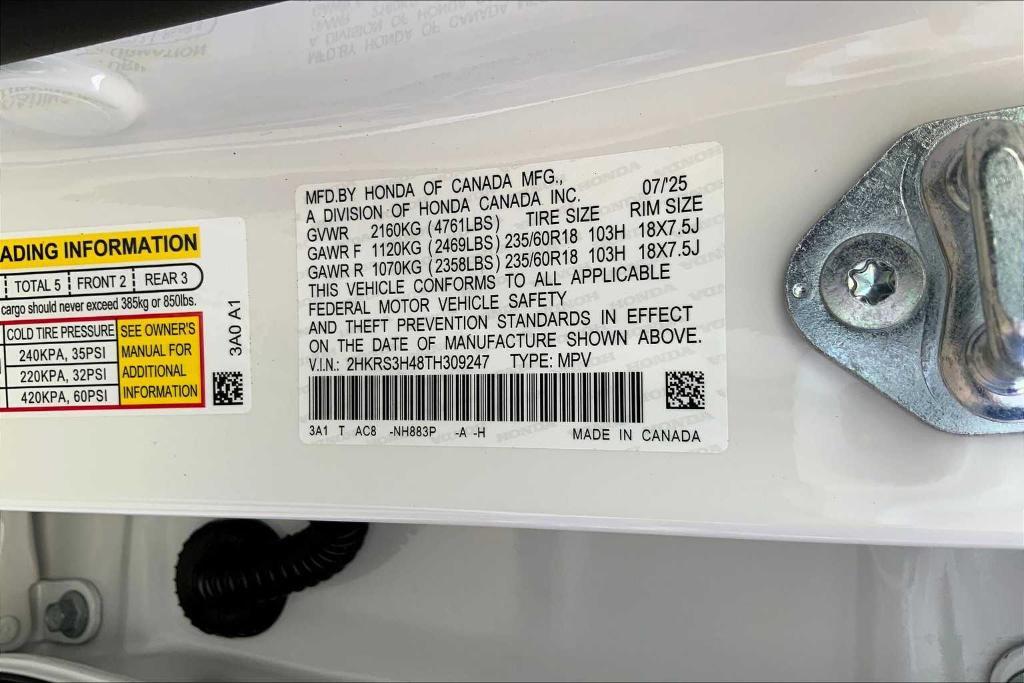 MFD.BY HONDA OF CANADA MFG., 07/'25
A DIVISION OF HONDA CANADA INC.
GVWR 2160KG (4761LBS) TIRE SIZE RIM SIZE
GAWR F 1120KG (2469LBS) 235/60R18 103H 18X7.5J
GAWR R 1070KG (2358LBS) 235/60R18 103H 18X7.5J
THIS VEHICLE CONFORMS TO ALL APPLICABLE
FEDERAL MOTOR VEHICLE SAFETY
AND THEFT PREVENTION STANDARDS IN EFFECT
ON THE DATE OF MANUFACTURE SHOWN ABOVE.
V.I.N.: 2HKRS3H48TH309247 TYPE: MPV
3A1 T AC8 -NH883P -A -H MADE IN CANADA
ADING INFORMATION
TOTAL 5 FRONT 2 REAR 3
cargo should never exceed 385kg or 850lbs.
COLD TIRE PRESSURE SEE OWNER'S
240KPA, 35PSI MANUAL FOR
220KPA, 32PSI ADDITIONAL
420KPA, 60PSI INFORMATION
3A0 A1